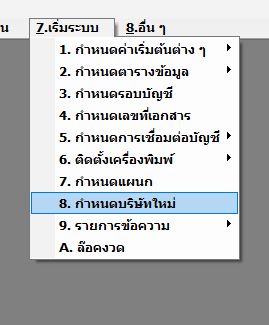 น 7.เริ่มระบบ 8.อื่น ๆ
1. กำหนดค่าเริ่มต้นต่าง ๆ
2. กำหนดตารางข้อมูล
3. กำหนดรอบบัญชี
4. กำหนดเลขที่เอกสาร
5. กำหนดการเชื่อมต่อบัญชี
6. ติดตั้งเครื่องพิมพ์
7. กำหนดแผนก
8. กำหนดบริษัทใหม่
9. รายการข้อความ
A. ล๊อคงวด